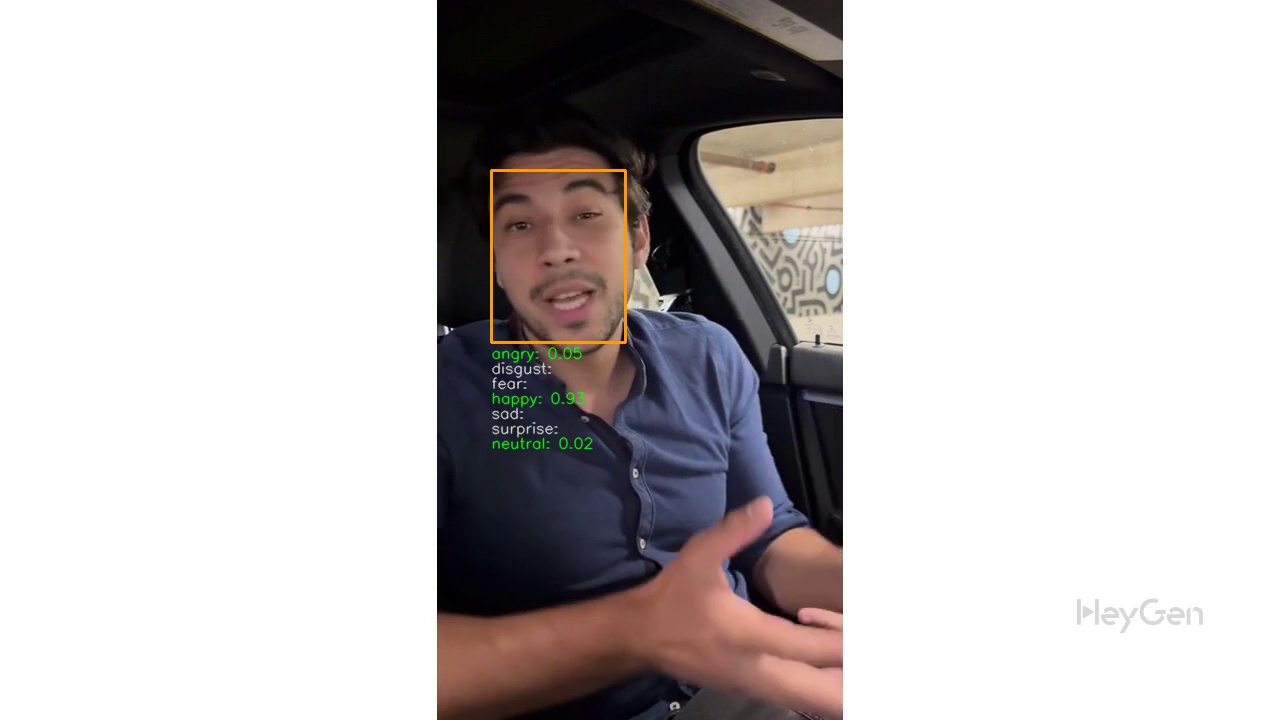 angry: 0.05
disgust:
fear:
happy: 0.93
sad:
surprise:
neutral: 0.02
HeyGen